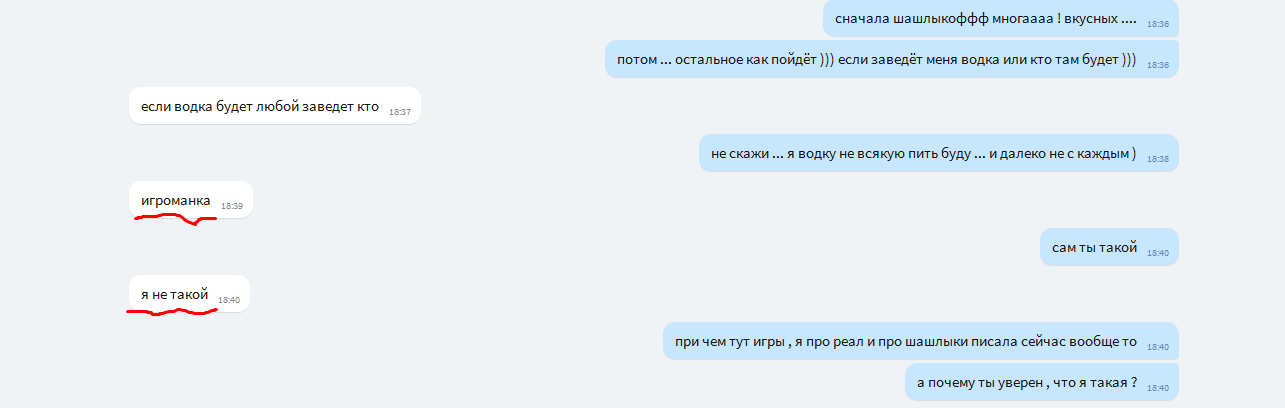 сначала шашлыкоффф многаааа ! вкусных .... 18:36
потом ... остальное как пойдёт ))) если заведёт меня водка или кто там будет ))) 18:36
если водка будет любой заведет кто 18:37
не скажи ... я водку не всякую пить буду ... и далеко не с каждым ) 18:38
игроманка 18:39
сам ты такой 18:40
я не такой 18:40
при чем тут игры , я про реал и про шашлыки писала сейчас вообще то 18:40
а почему ты уверен , что я такая ? 18:40